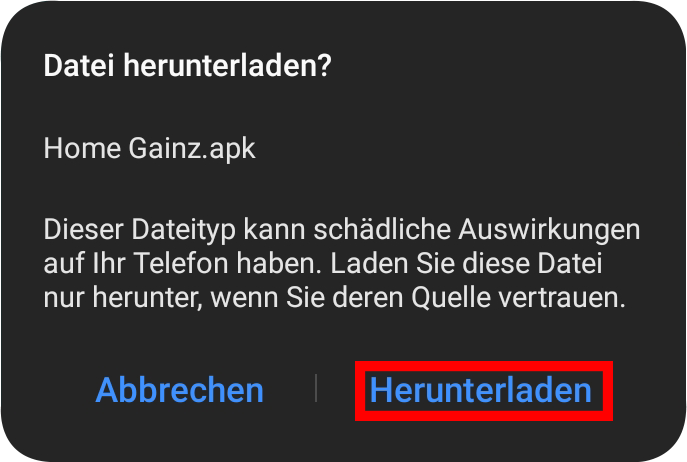 Datei herunterladen?
Home Gainz.apk
Dieser Dateityp kann schädliche Auswirkungen
auf Ihr Telefon haben. Laden Sie diese Datei
nur herunter, wenn Sie deren Quelle vertrauen.
Abbrechen
Herunterladen